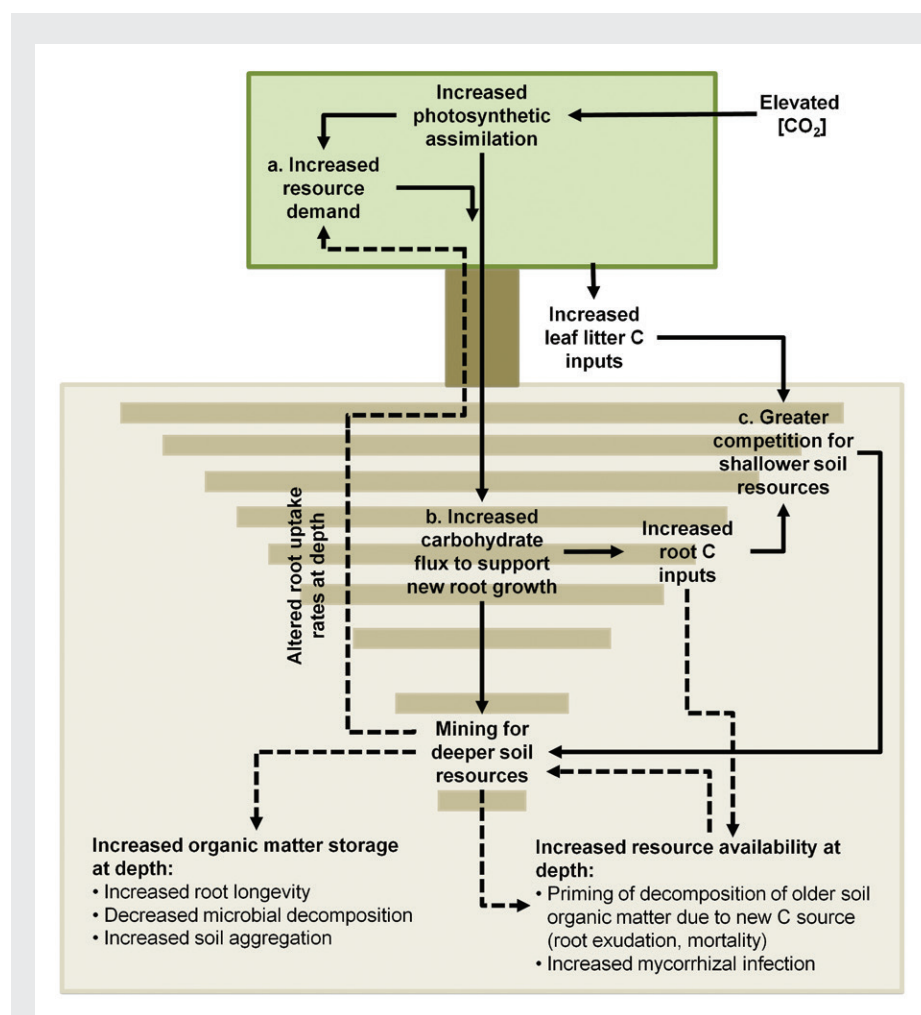 Increased
photosynthetic
assimilation
Elevated
[CO₂]
a. Increased
resource
demand
Increased
leaf litter C
inputs
c. Greater
competition for
shallower soil
resources
b. Increased
carbohydrate
flux to support
new root growth
Increased
root C
inputs
Altered root uptake
rates at depth
Mining for
deeper soil
resources
Increased organic matter storage
at depth:
• Increased root longevity
• Decreased microbial decomposition
• Increased soil aggregation
Increased resource availability at
depth:
• Priming of decomposition of older soil
organic matter due to new C source
(root exudation, mortality)
• Increased mycorrhizal infection